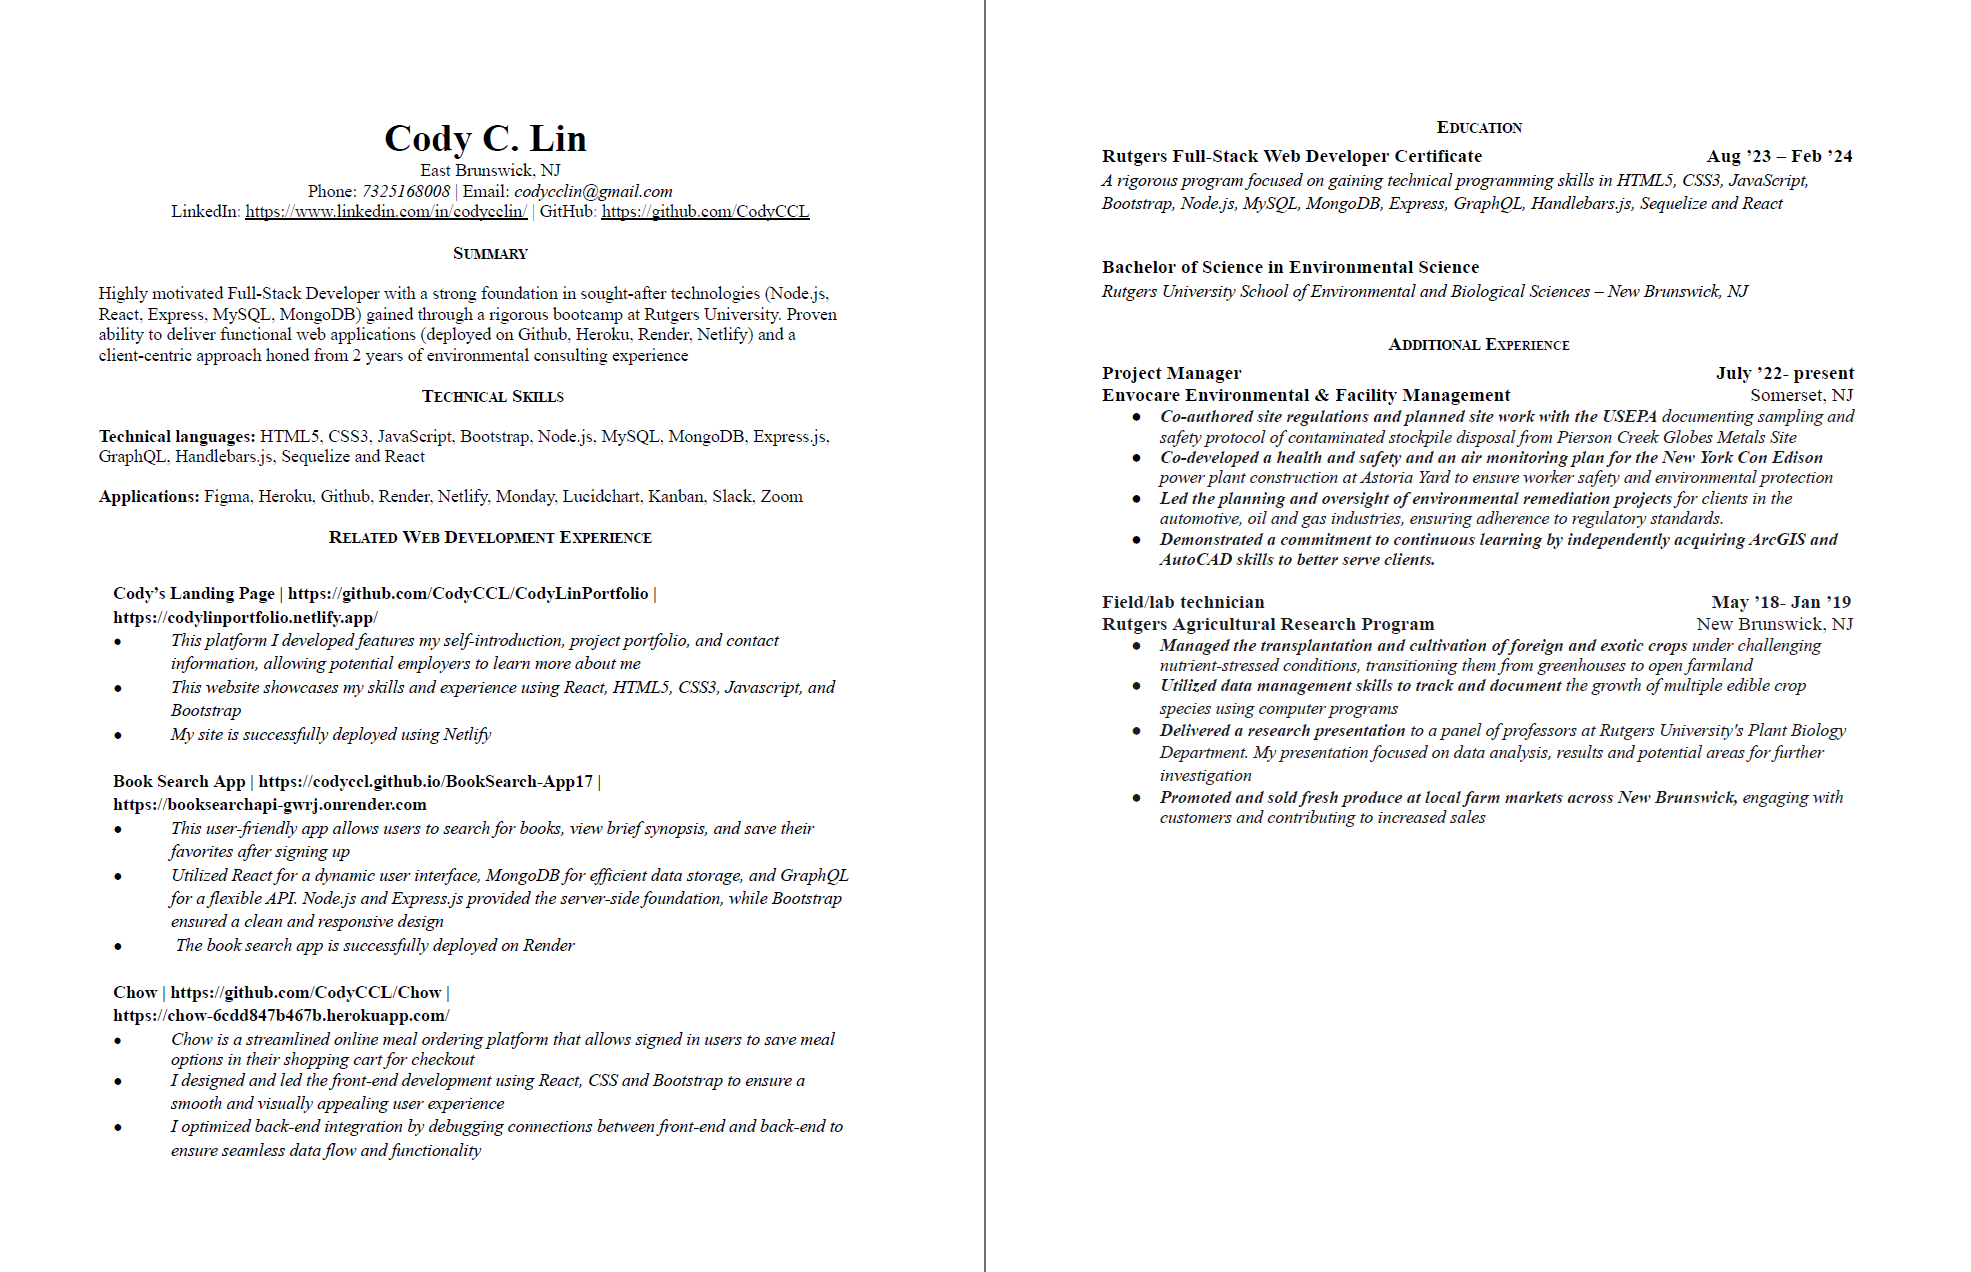 Cody C. Lin
East Brunswick, NJ
Phone: 7325168008 | Email: codycclin@gmail.com
LinkedIn: https://www.linkedin.com/in/codycclin/ | GitHub: https://github.com/CodyCCL
SUMMARY
Highly motivated Full-Stack Developer with a strong foundation in sought-after technologies (Node.js,
React, Express, MySQL, MongoDB) gained through a rigorous bootcamp at Rutgers University. Proven
ability to deliver functional web applications (deployed on Github, Heroku, Render, Netlify) and a
client-centric approach honed from 2 years of environmental consulting experience
TECHNICAL SKILLS
Technical languages: HTML5, CSS3, JavaScript, Bootstrap, Node.js, MySQL, MongoDB, Express.js,
GraphQL, Handlebars.js, Sequelize and React
Applications: Figma, Heroku, Github, Render, Netlify, Monday, Lucidchart, Kanban, Slack, Zoom
RELATED WEB DEVELOPMENT EXPERIENCE
Cody’s Landing Page | https://github.com/CodyCCL/CodyLinPortfolio |
https://codylinportfolio.netlify.app/
● This platform I developed features my self-introduction, project portfolio, and contact
information, allowing potential employers to learn more about me
● This website showcases my skills and experience using React, HTML5, CSS3, Javascript, and
Bootstrap
● My site is successfully deployed using Netlify
Book Search App | https://codyccl.github.io/BookSearch-App17 |
https://booksearchapi-gwrj.onrender.com
● This user-friendly app allows users to search for books, view brief synopsis, and save their
favorites after signing up
● Utilized React for a dynamic user interface, MongoDB for efficient data storage, and GraphQL
for a flexible API. Node.js and Express.js provided the server-side foundation, while Bootstrap
ensured a clean and responsive design
● The book search app is successfully deployed on Render
Chow | https://github.com/CodyCCL/Chow |
https://chow-6cdd847b467b.herokuapp.com/
● Chow is a streamlined online meal ordering platform that allows signed in users to save meal
options in their shopping cart for checkout
● I designed and led the front-end development using React, CSS and Bootstrap to ensure a
smooth and visually appealing user experience
● I optimized back-end integration by debugging connections between front-end and back-end to
ensure seamless data flow and functionality
EDUCATION
Rutgers Full-Stack Web Developer Certificate Aug ’23 – Feb ’24
A rigorous program focused on gaining technical programming skills in HTML5, CSS3, JavaScript,
Bootstrap, Node.js, MySQL, MongoDB, Express, GraphQL, Handlebars.js, Sequelize and React
Bachelor of Science in Environmental Science
Rutgers University School of Environmental and Biological Sciences – New Brunswick, NJ
ADDITIONAL EXPERIENCE
Project Manager July ’22- present
Envocare Environmental & Facility Management Somerset, NJ
● Co-authored site regulations and planned site work with the USEPA documenting sampling and
safety protocol of contaminated stockpile disposal from Pierson Creek Globes Metals Site
● Co-developed a health and safety and an air monitoring plan for the New York Con Edison
power plant construction at Astoria Yard to ensure worker safety and environmental protection
● Led the planning and oversight of environmental remediation projects for clients in the
automotive, oil and gas industries, ensuring adherence to regulatory standards.
● Demonstrated a commitment to continuous learning by independently acquiring ArcGIS and
AutoCAD skills to better serve clients.
Field/lab technician May ’18- Jan ’19
Rutgers Agricultural Research Program New Brunswick, NJ
● Managed the transplantation and cultivation of foreign and exotic crops under challenging
nutrient-stressed conditions, transitioning them from greenhouses to open farmland
● Utilized data management skills to track and document the growth of multiple edible crop
species using computer programs
● Delivered a research presentation to a panel of professors at Rutgers University's Plant Biology
Department. My presentation focused on data analysis, results and potential areas for further
investigation
● Promoted and sold fresh produce at local farm markets across New Brunswick, engaging with
customers and contributing to increased sales